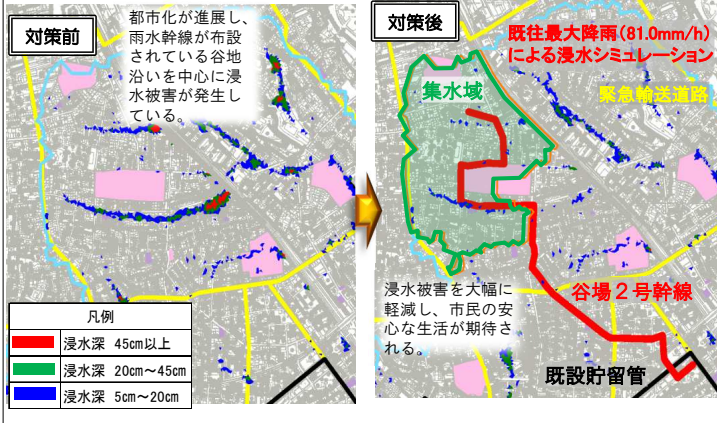 対策前
都市化が進展し、
雨水幹線が布設
されている谷地
沿いを中心に浸
水被害が発生し
ている。
凡例
浸水深 45cm以上
浸水深 20cm～45cm
浸水深 5cm～20cm
対策後
既往最大降雨(81.0mm/h)
による浸水シミュレーション
緊急輸送道路
集水域
浸水被害を大幅に
軽減し、市民の安
心な生活が期待さ
れる。
谷場２号幹線
既設貯留管